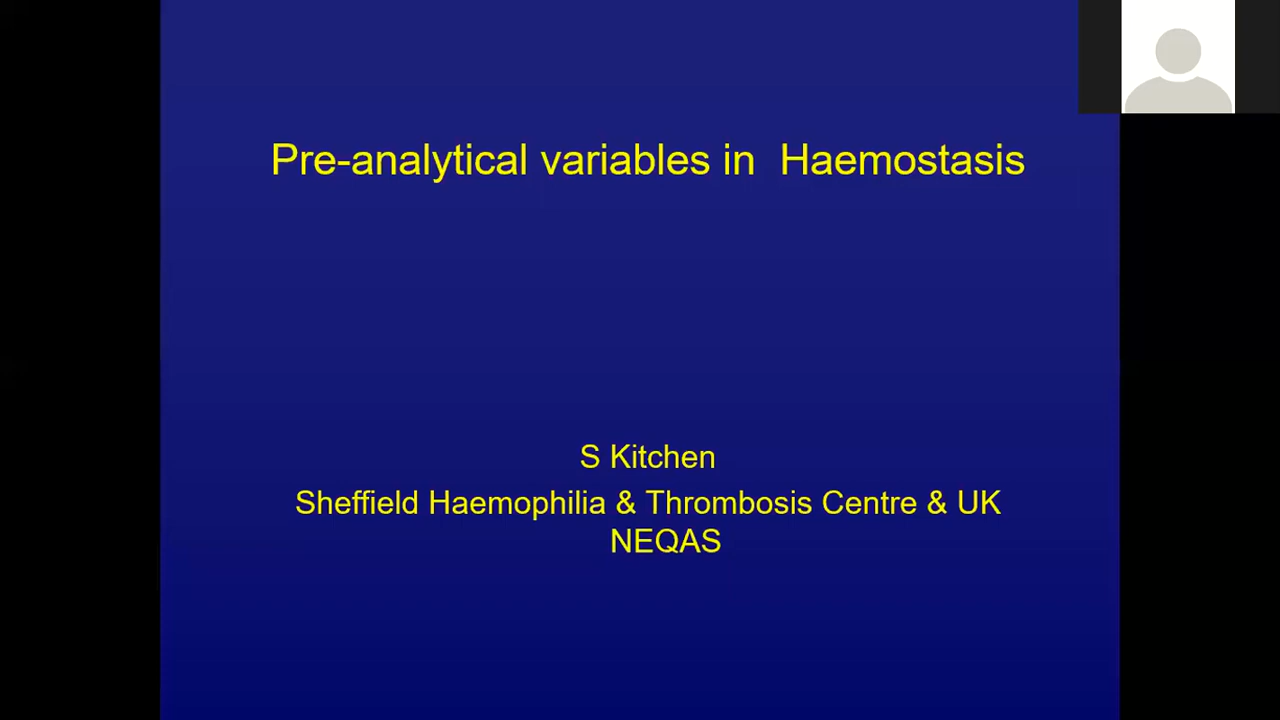 Pre-analytical variables in  Haemostasis
S Kitchen
Sheffield Haemophilia & Thrombosis Centre & UK
NEQAS